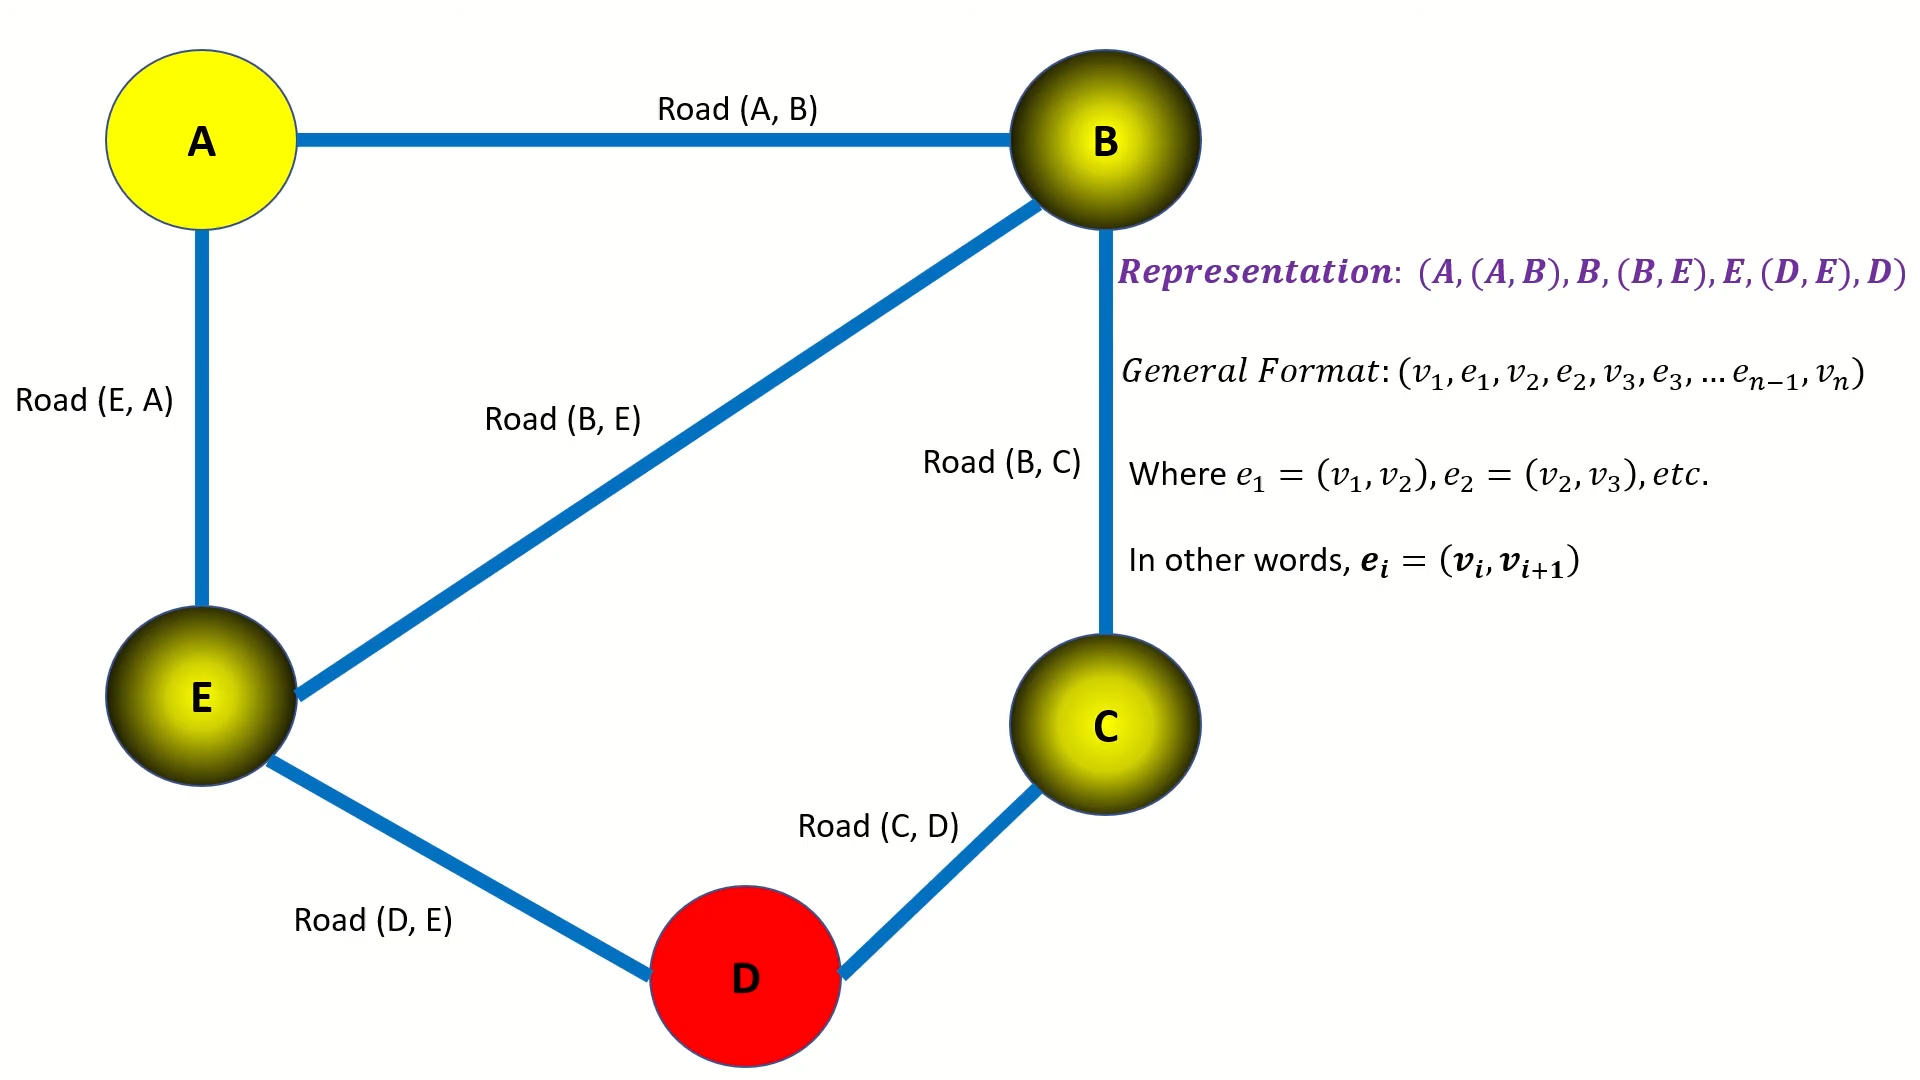 Road (A, B)
A
B
Representation: (A, (A, B), B, (B, E), E, (D, E), D)
General Format: (v₁, e₁, v₂, e₂, v₃, e₃, … eₙ₋₁, vₙ)
Road (E, A)
Road (B, E)
Road (B, C)
Where e₁ = (v₁, v₂), e₂ = (v₂, v₃), etc.
In other words, eᵢ = (vᵢ, vᵢ₊₁)
E
C
Road (C, D)
Road (D, E)
D